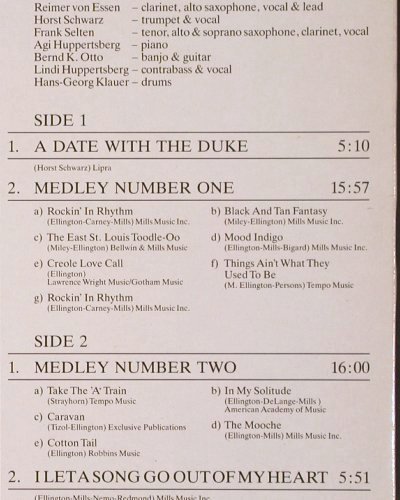 Reimer von Essen – clarinet, alto saxophone, vocal & lead
Horst Schwarz – trumpet & vocal
Frank Selten – tenor, alto & soprano saxophone, clarinet, vocal
Agi Huppertsberg – piano
Bernd K. Otto – banjo & guitar
Lindi Huppertsberg – contrabass & vocal
Hans-Georg Klauer – drums
SIDE 1
1. A DATE WITH THE DUKE 5:10
(Horst Schwarz) Lipra
2. MEDLEY NUMBER ONE 15:57
a) Rockin' In Rhythm
(Ellington-Carney-Mills) Mills Music Inc.
b) Black And Tan Fantasy
(Miley-Ellington) Mills Music Inc.
c) The East St. Louis Toodle-Oo
(Miley-Ellington) Bellwin & Mills Music
d) Mood Indigo
(Ellington-Mills-Bigard) Mills Music Inc.
e) Creole Love Call
(Ellington)
Lawrence Wright Music/Gotham Music
f) Things Ain't What They
Used To Be
(M. Ellington-Persons) Tempo Music
g) Rockin' In Rhythm
(Ellington-Carney-Mills) Mills Music Inc.
SIDE 2
1. MEDLEY NUMBER TWO 16:00
a) Take The 'A' Train
(Strayhorn) Tempo Music
b) In My Solitude
(Ellington-DeLange-Mills )
American Academy of Music
c) Caravan
(Tizol-Ellington) Exclusive Publications
d) The Mooche
(Ellington-Mills) Mills Music Inc.
e) Cotton Tail
(Ellington) Robbins Music
2. I LET A SONG GO OUT OF MY HEART 5:51
(Ellington-Mills-Nemo-Redmond) Mills Music Inc.